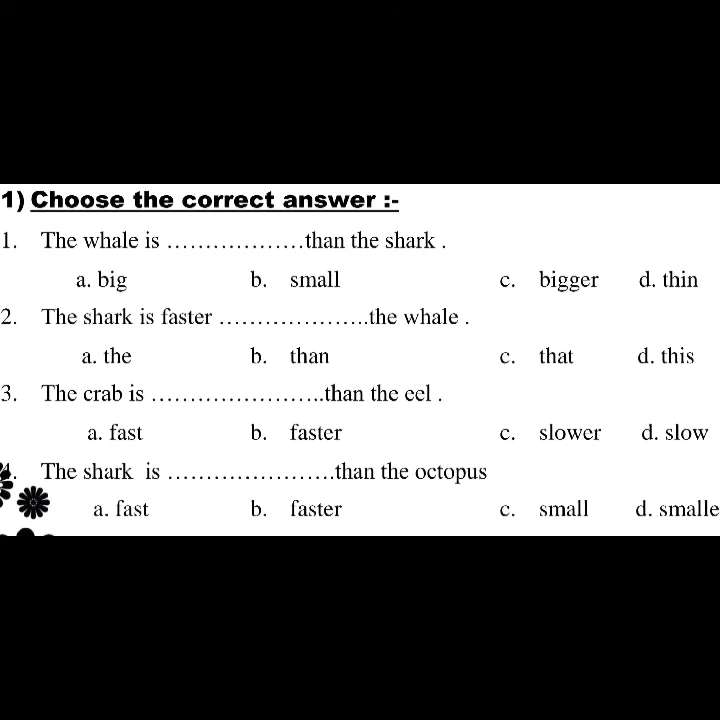 1) Choose the correct answer :-
1. The whale is ………………than the shark .
a. big b. small c. bigger d. thin
2. The shark is faster ………………..the whale .
a. the b. than c. that d. this
3. The crab is …………………..than the eel .
a. fast b. faster c. slower d. slow
4. The shark is ………………….than the octopus
a. fast b. faster c. small d. smalle